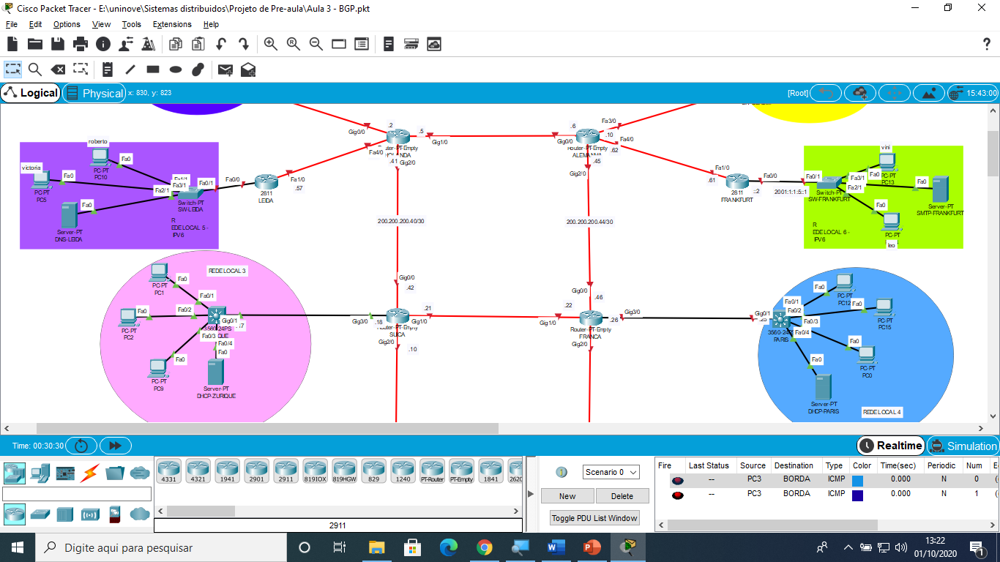 Cisco Packet Tracer - E:\uninove\Sistemas distribuidos\Projeto de Pre-aula\Aula 3 - BGP.pkt
File Edit Options View Tools Extensions Help
Logical Physical x: 830, y: 823 [Root] 15:43:00
.2 .5 Gig0/0 Gig1/0 Fa4/0 Gig2/0 .41
Router-PT-Empty
.6 Fa3/0 .10 Fa4/0 .62 Gig0/0 .45 Gig2/0
Router-PT-Empty
ALEMANHA
roberto
Fa0
PC-PT
PC10
victoria
Fa0
PC-PT
PC5
Fa0
Server-PT
DNS-LEIDA
Fa2/1 Fa3/1 Fa0/1
Switch-PT
SW-LEIDA
R
EDE LOCAL 5 -
IPV6
Fa0/0 Fa1/0
.57
2811
LEIDA
Fa1/0
.61
Fa0/0
::2 2001:1:1:5::1
2811
FRANKFURT
Fa0/1 Fa3/1 Fa2/1
Switch-PT
SW-FRANKFURT
vini
Fa0
PC-PT
PC13
Fa0
Server-PT
SMTP-FRANKFURT
Fa0
PC-PT
leo
R
EDE LOCAL 6 -
IPV6
200.200.200.40/30
200.200.200.44/30
REDE LOCAL 3
PC-PT
PC1
Fa0
Fa0/1
PC-PT
PC2
Fa0
Fa0/2
Gig0/1
3560-24PS
Fa0/3
Fa0/4
Fa0
PC-PT
PC9
Fa0
Server-PT
DHCP-ZURIQUE
Gig0/0
.42
Gig3/0 .18 Gig1/0 .21
Router-PT-Empty
SUICA
Gig2/0
.10
Gig0/0
.46
.22 Gig1/0 .26 Gig3/0
Router-PT-Empty
FRANCA
Gig2/0
Gig0/1
PARIS
Fa0/1
Fa0/2
Fa0/3
Fa0/4
Fa0
PC-PT
PC12
Fa0
PC-PT
PC15
Fa0
PC-PT
PC0
Fa0
Server-PT
DHCP-PARIS
REDE LOCAL 4
Time: 00:30:30 Realtime Simulation
4331 4321 1941 2901 2911 819IOX 819HGW 829 1240 PT-Router PT-Empty 1841 2620
2911
Scenario 0
New Delete
Toggle PDU List Window
Fire Last Status Source Destination Type Color Time(sec) Periodic Num
-- PC3 BORDA ICMP 0.000 N 0
-- PC3 BORDA ICMP 0.000 N 1
Digite aqui para pesquisar
13:22
01/10/2020
1